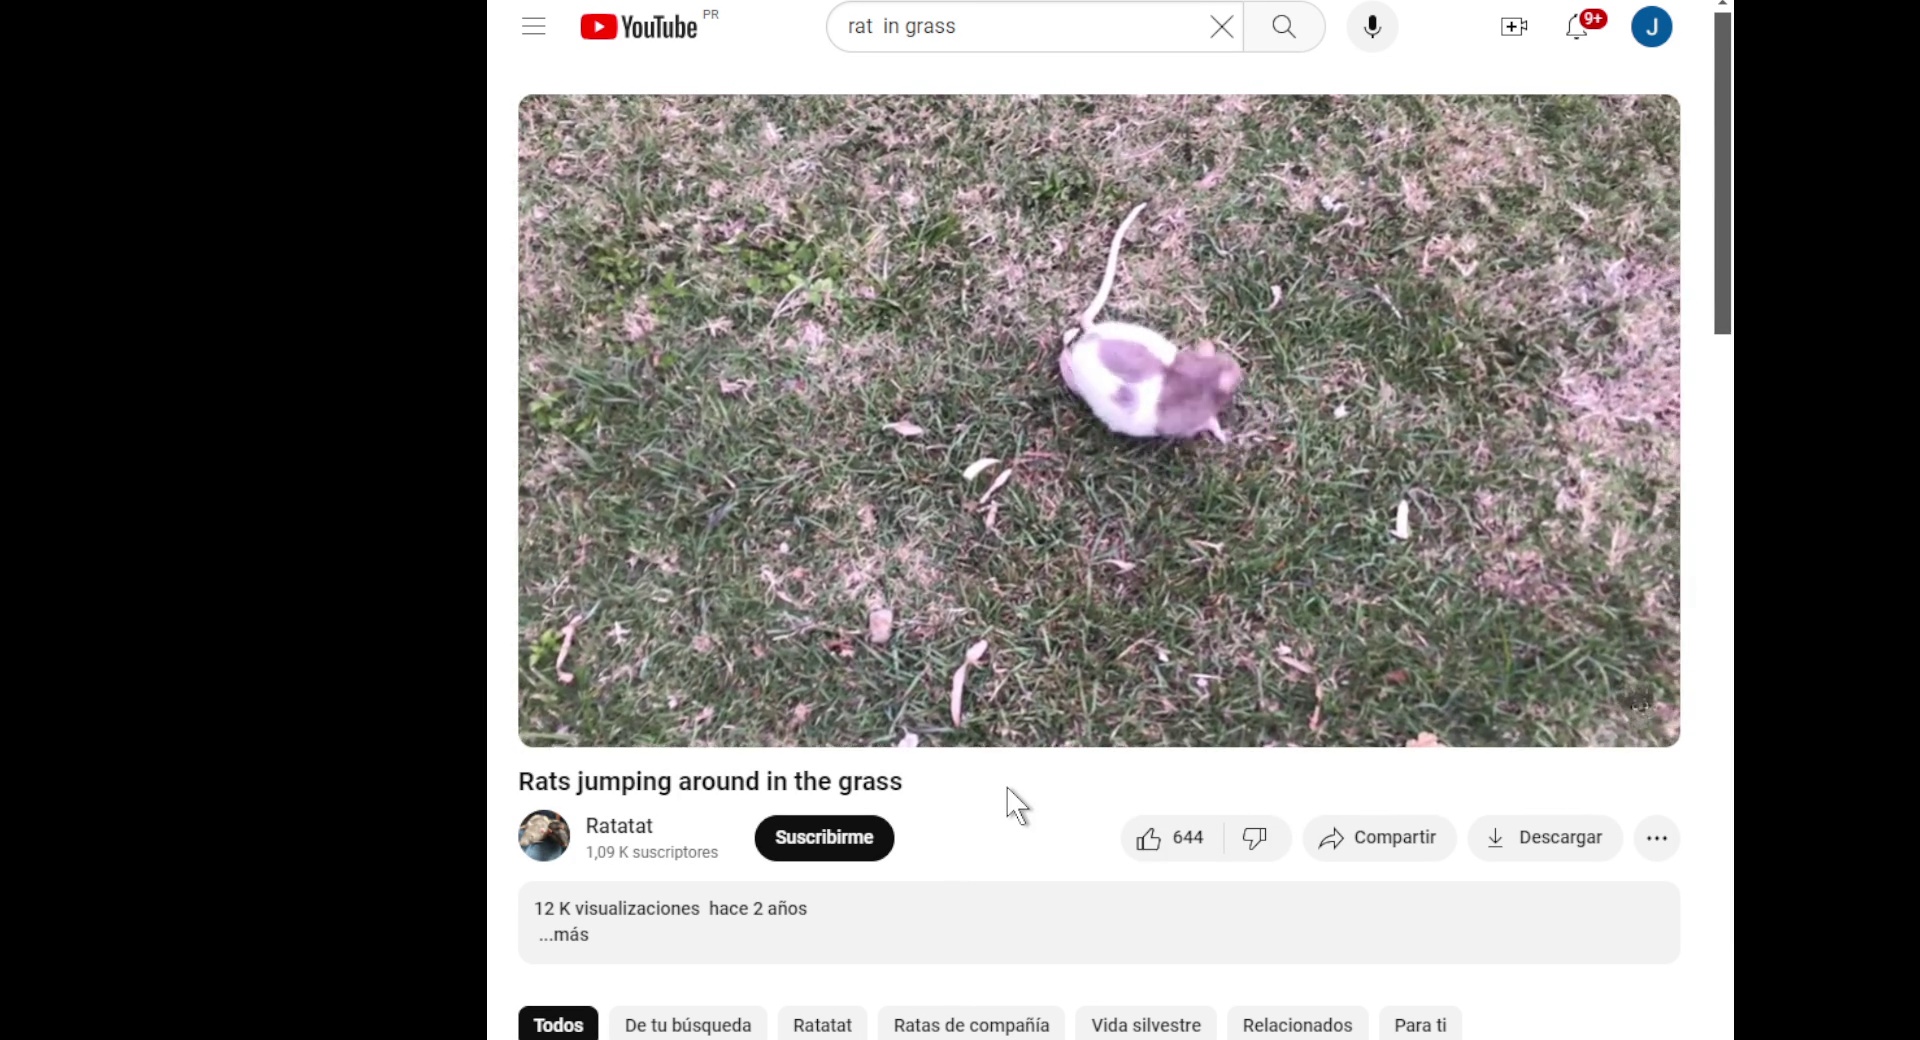 YouTube PR
rat in grass
9+
J
Rats jumping around in the grass
Ratatat
1,09 K suscriptores
Suscribirme
644
Compartir
Descargar
12 K visualizaciones hace 2 años
...más
Todos De tu búsqueda Ratatat Ratas de compañía Vida silvestre Relacionados Para ti